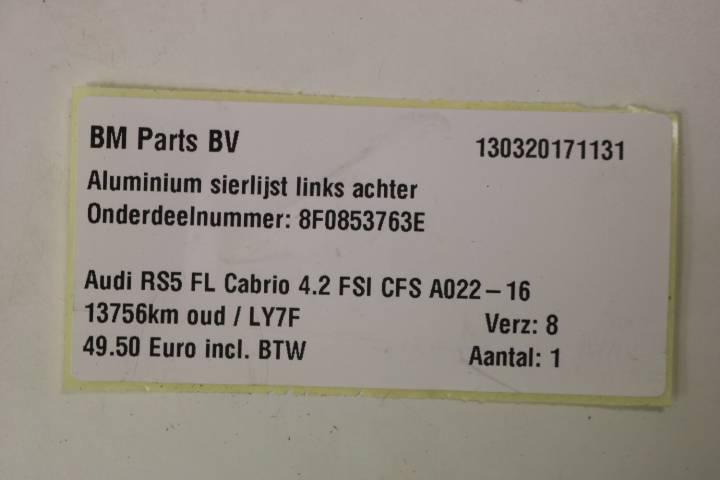 BM Parts BV 130320171131
Aluminium sierlijst links achter
Onderdeelnummer: 8F0853763E
Audi RS5 FL Cabrio 4.2 FSI CFS A022-16
13756km oud / LY7F Verz: 8
49.50 Euro incl. BTW Aantal: 1